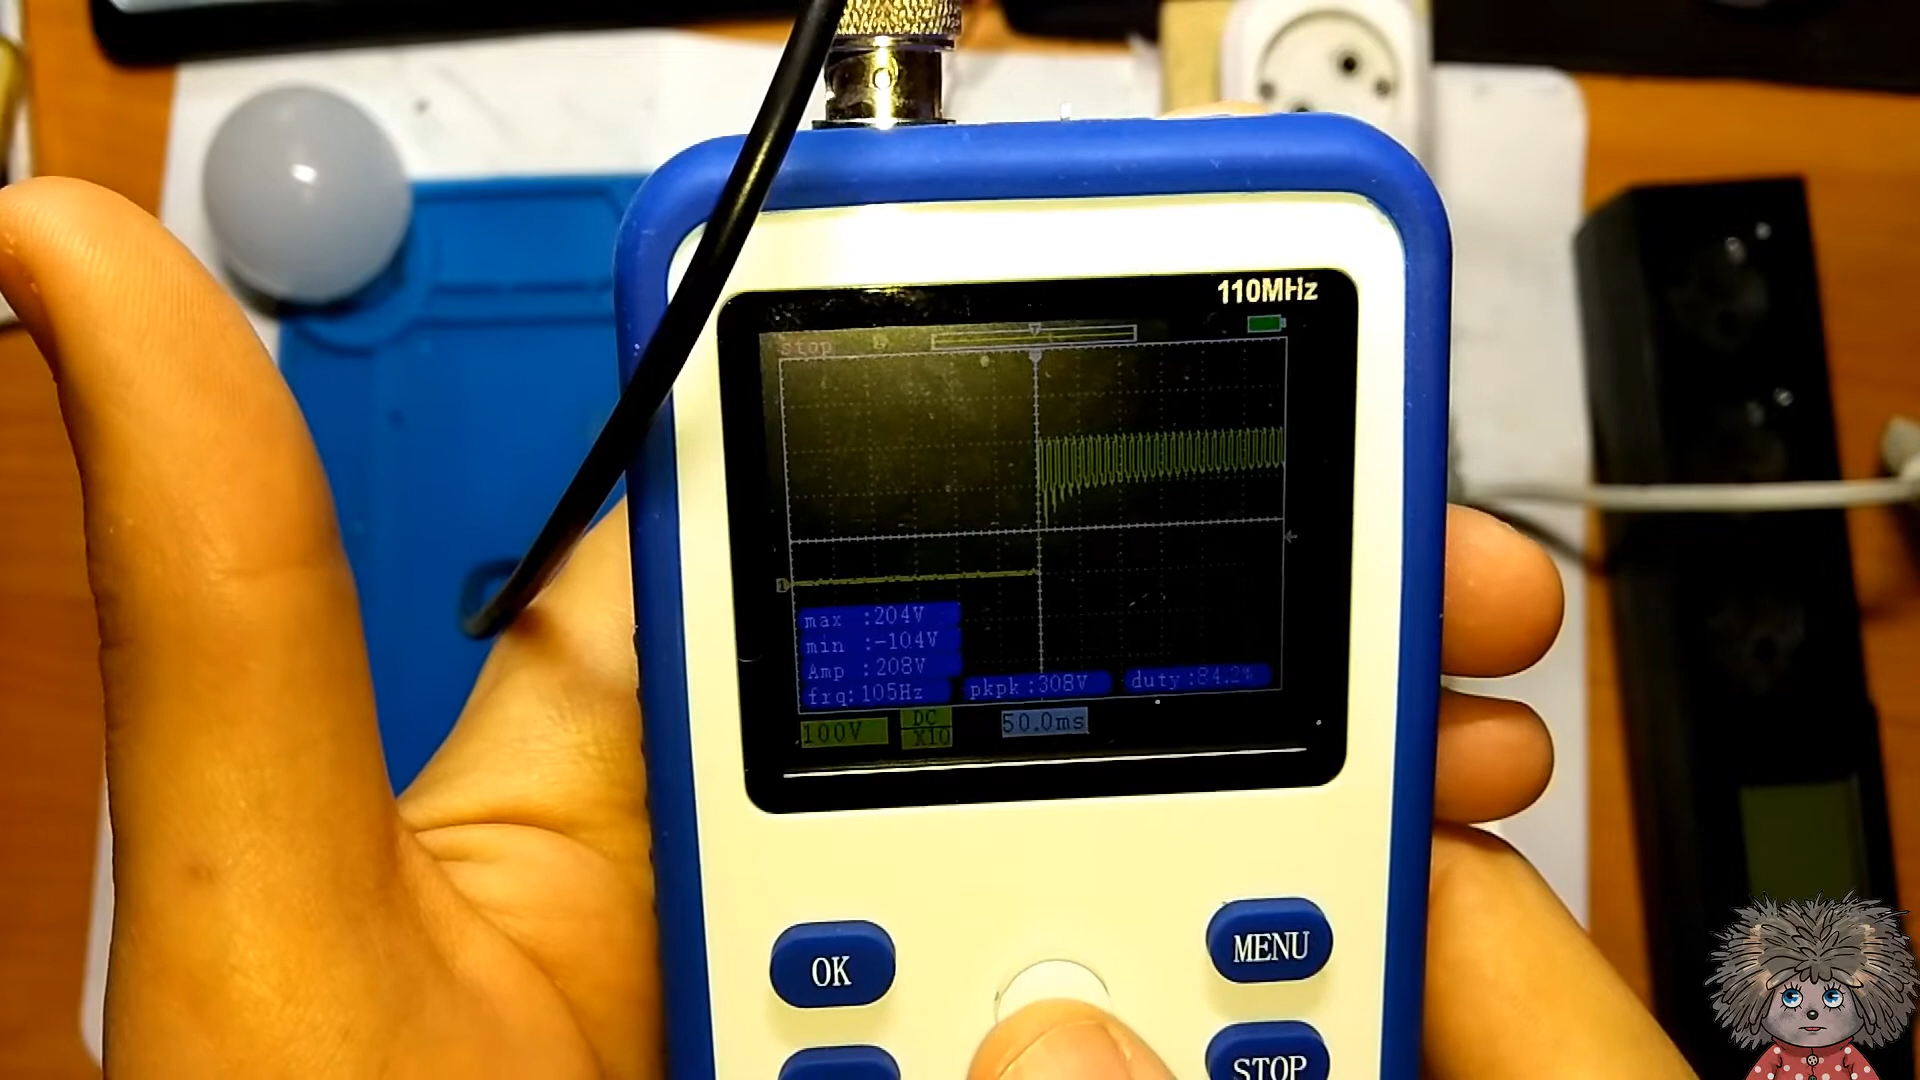 110MHz
Stop
1
max :204V
min :-104V
Amp :208V
frq:105Hz pkpk:308V duty:84.2%
100V DC X10 50.0ms
OK MENU
STOP